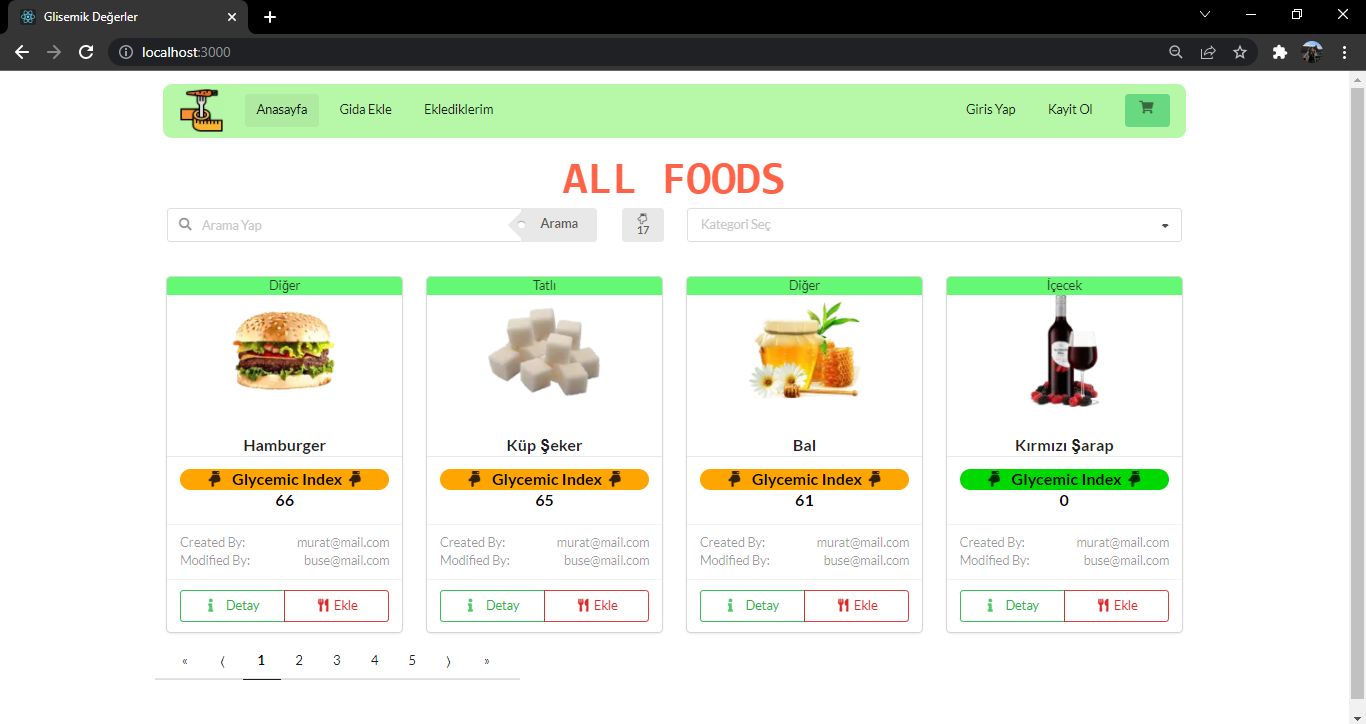 Glisemik Değerler
localhost:3000
Anasayfa Gida Ekle Eklediklerim Giris Yap Kayit Ol
ALL FOODS
Arama Yap Arama 17 Kategori Seç
Diğer Tatlı Diğer İçecek
Hamburger Küp Şeker Bal Kırmızı Şarap
Glycemic Index Glycemic Index Glycemic Index Glycemic Index
66 65 61 0
Created By: murat@mail.com Created By: murat@mail.com Created By: murat@mail.com Created By: murat@mail.com
Modified By: buse@mail.com Modified By: buse@mail.com Modified By: buse@mail.com Modified By: buse@mail.com
Detay Ekle Detay Ekle Detay Ekle Detay Ekle
« ⟨ 1 2 3 4 5 ⟩ »